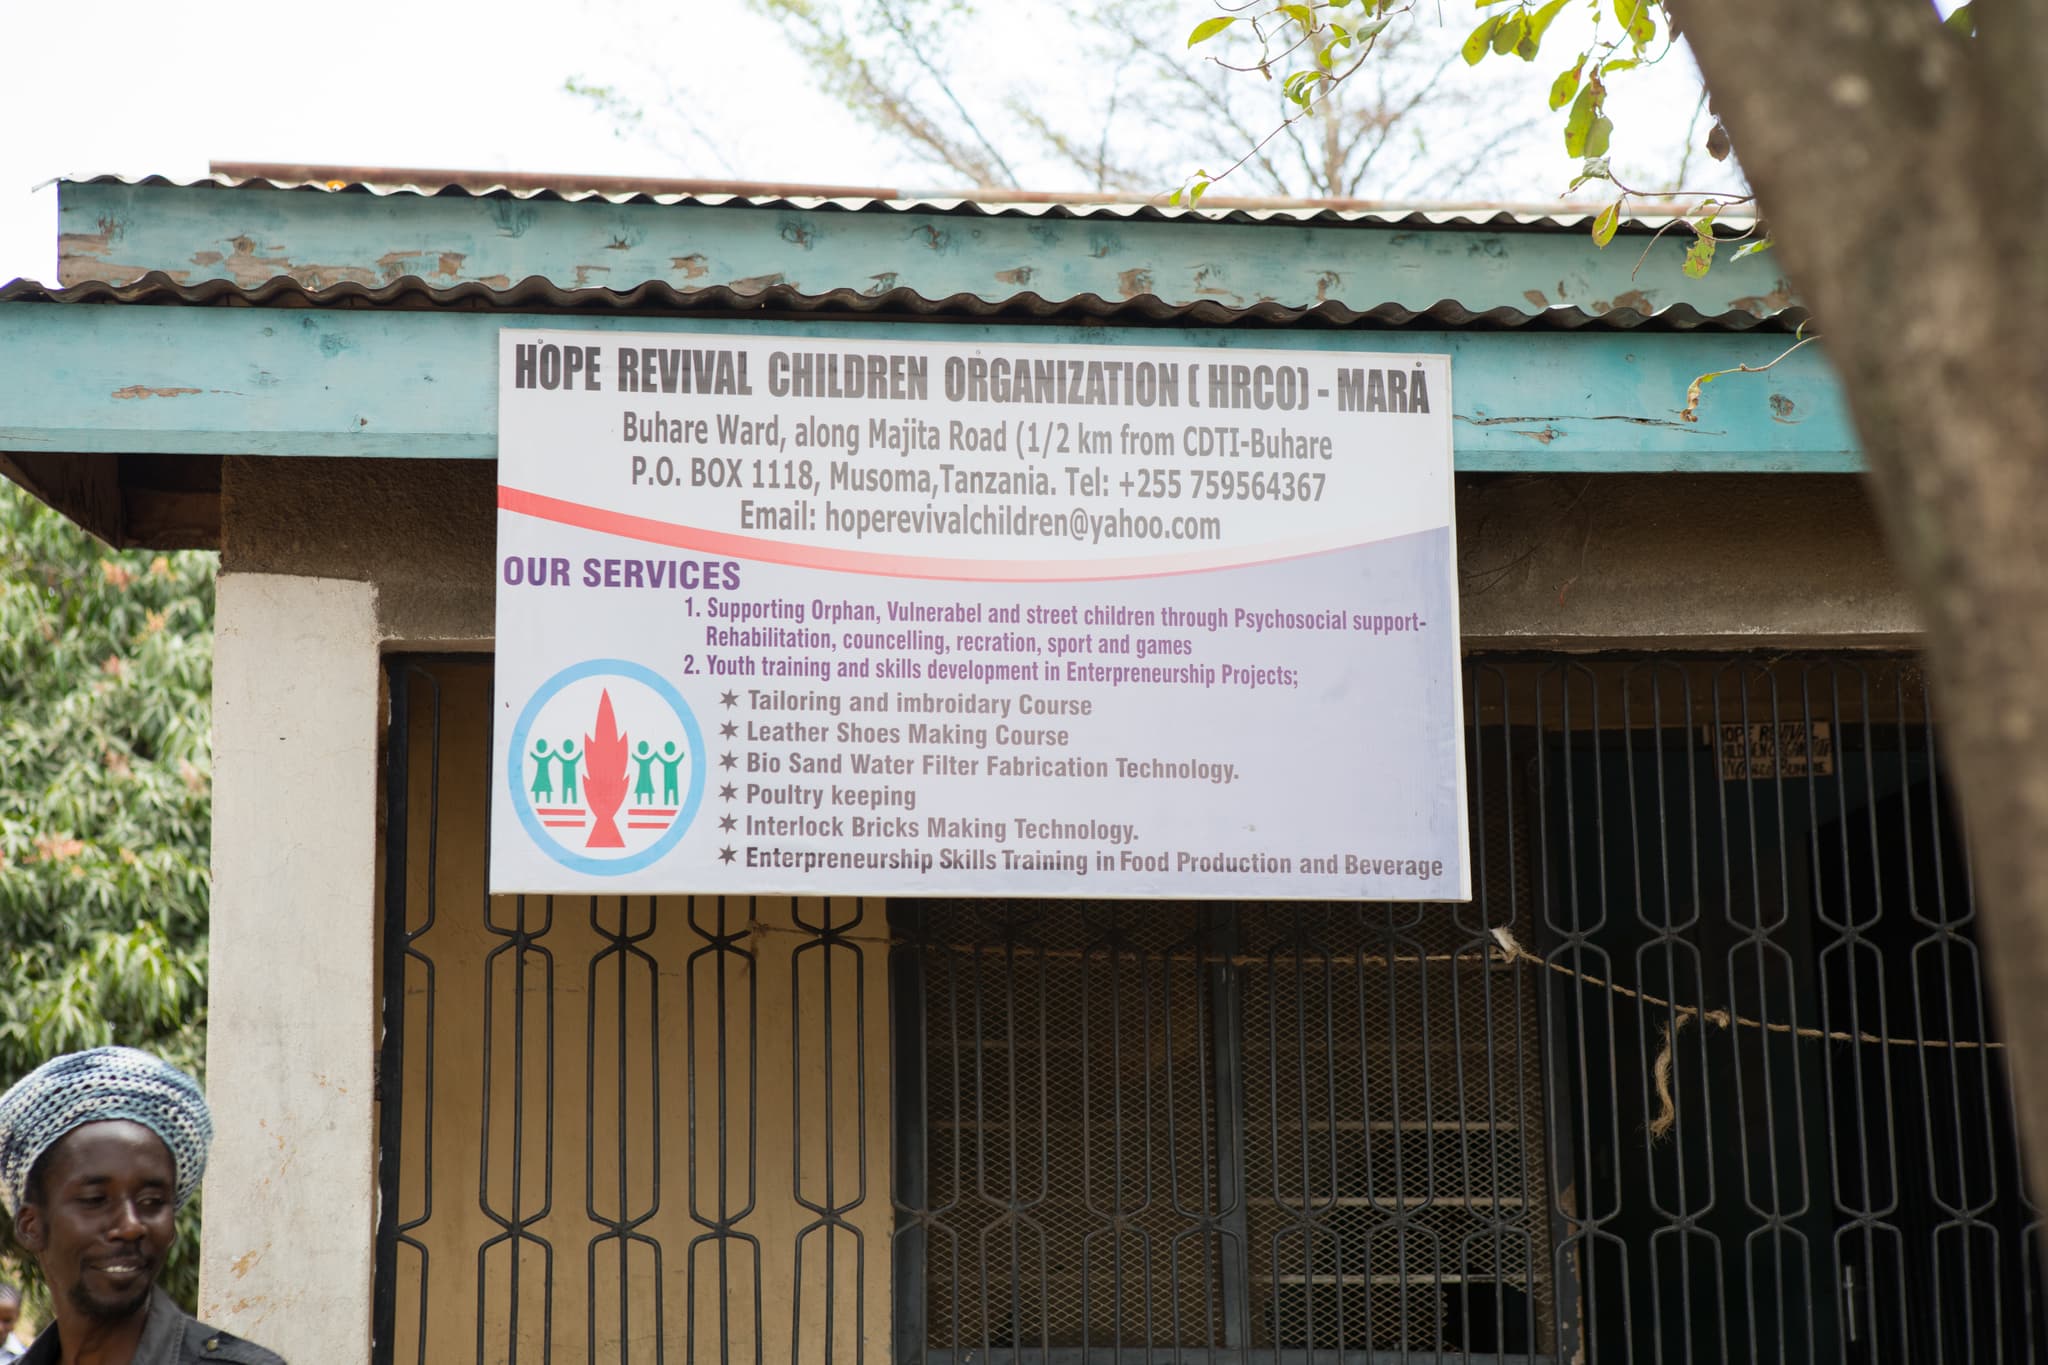 HOPE REVIVAL CHILDREN ORGANIZATION ( HRCO) - MARA
Buhare Ward, along Majita Road (1/2 km from CDTI-Buhare
P.O. BOX 1118, Musoma,Tanzania. Tel: +255 759564367
Email: hoperevivalchildren@yahoo.com
OUR SERVICES
1. Supporting Orphan, Vulnerabel and street children through Psychosocial support-
Rehabilitation, councelling, recration, sport and games
2. Youth training and skills development in Enterpreneurship Projects;
★ Tailoring and imbroidary Course
★ Leather Shoes Making Course
★ Bio Sand Water Filter Fabrication Technology.
★ Poultry keeping
★ Interlock Bricks Making Technology.
★ Enterpreneurship Skills Training in Food Production and Beverage